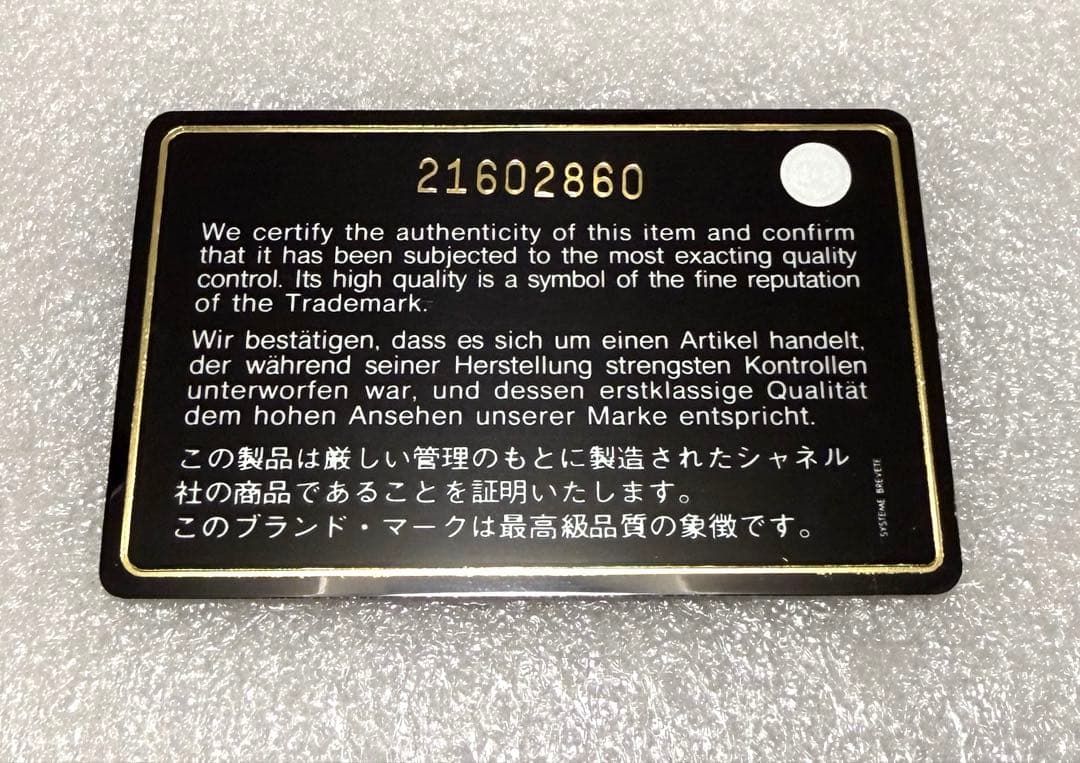 21602860
We certify the authenticity of this item and confirm
that it has been subjected to the most exacting quality
control. Its high quality is a symbol of the fine reputation
of the Trademark.
Wir bestätigen, dass es sich um einen Artikel handelt,
der während seiner Herstellung strengsten Kontrollen
unterworfen war, und dessen erstklassige Qualität
dem hohen Ansehen unserer Marke entspricht.
この製品は厳しい管理のもとに製造されたシャネル
社の商品であることを証明いたします。
このブランド・マークは最高級品質の象徴です。
SYSTEME BREVETE